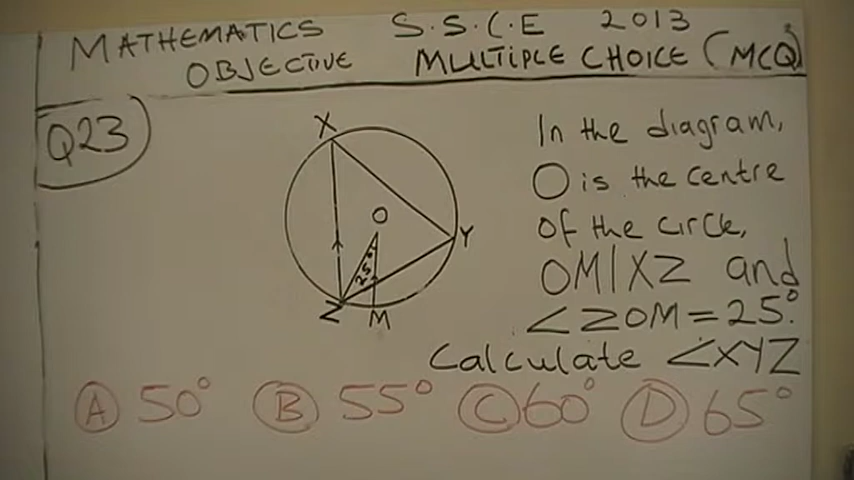 MATHEMATICS S.S.C.E 2013
OBJECTIVE MULTIPLE CHOICE (MCQ)
Q23
In the diagram,
O is the centre
of the circle,
OM|XZ and
∠ZOM=25°.
Calculate ∠XYZ
X
O
Y
25°
Z
M
A 50° B 55° C 60° D 65°